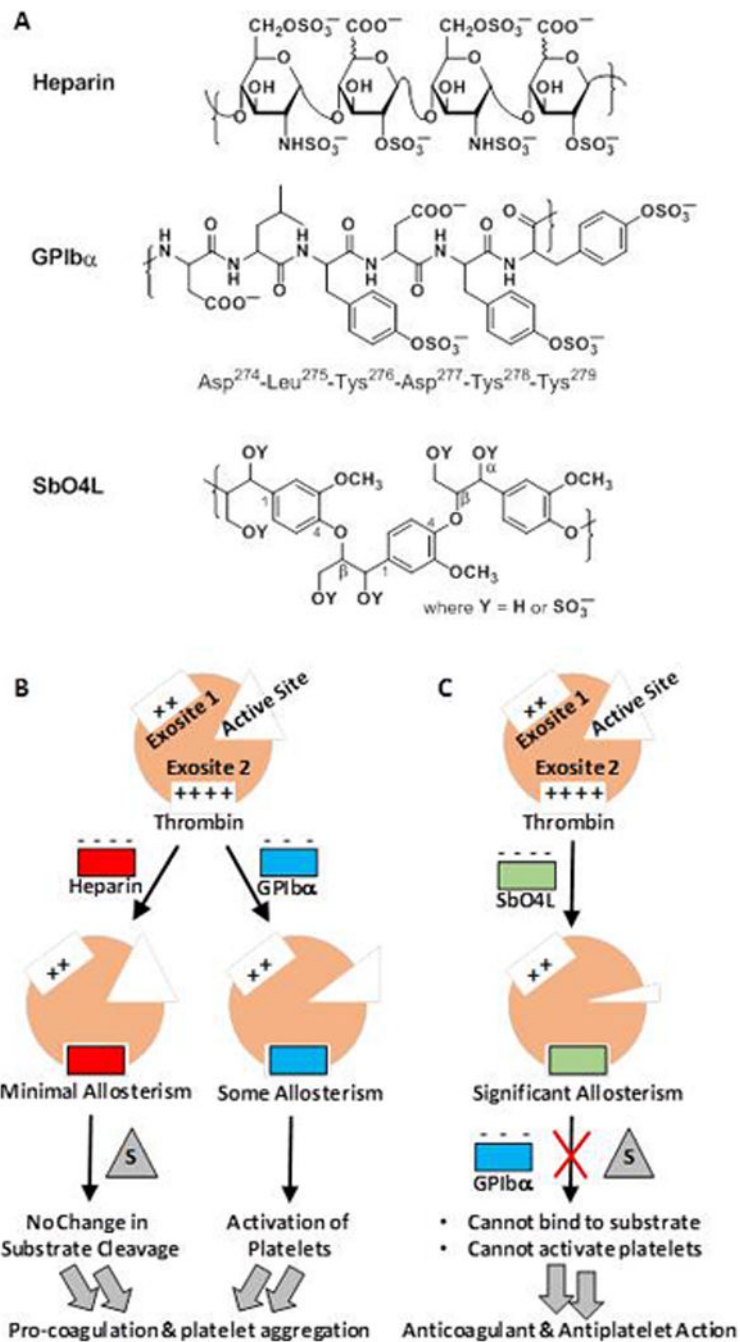 A
Heparin
CH₂OSO₃⁻ COO⁻ CH₂OSO₃⁻ COO⁻
O O O O
OH OH OH OH
O O O
NHSO₃⁻ OSO₃⁻ NHSO₃⁻ OSO₃⁻
GPIbα
H N O H N O COO⁻ H N O O OSO₃⁻
N H O N H O N H
COO⁻
OSO₃⁻ OSO₃⁻
Asp²⁷⁴-Leu²⁷⁵-Tys²⁷⁶-Asp²⁷⁷-Tys²⁷⁸-Tys²⁷⁹
SbO4L
OY OCH₃ OY OY α OCH₃
1 β
OY 4 O 4 O O
β 1 OCH₃
OY OY
where Y = H or SO₃⁻
B
++
Exosite 1
Active Site
Exosite 2
++++
Thrombin
- - - -
Heparin
- - -
GPIbα
++
++
Minimal Allosterism
Some Allosterism
S
No Change in
Substrate Cleavage
Activation of
Platelets
Pro-coagulation & platelet aggregation
C
++
Exosite 1
Active Site
Exosite 2
++++
Thrombin
- - - -
SbO4L
++
Significant Allosterism
- - -
GPIbα
S
• Cannot bind to substrate
• Cannot activate platelets
Anticoagulant & Antiplatelet Action